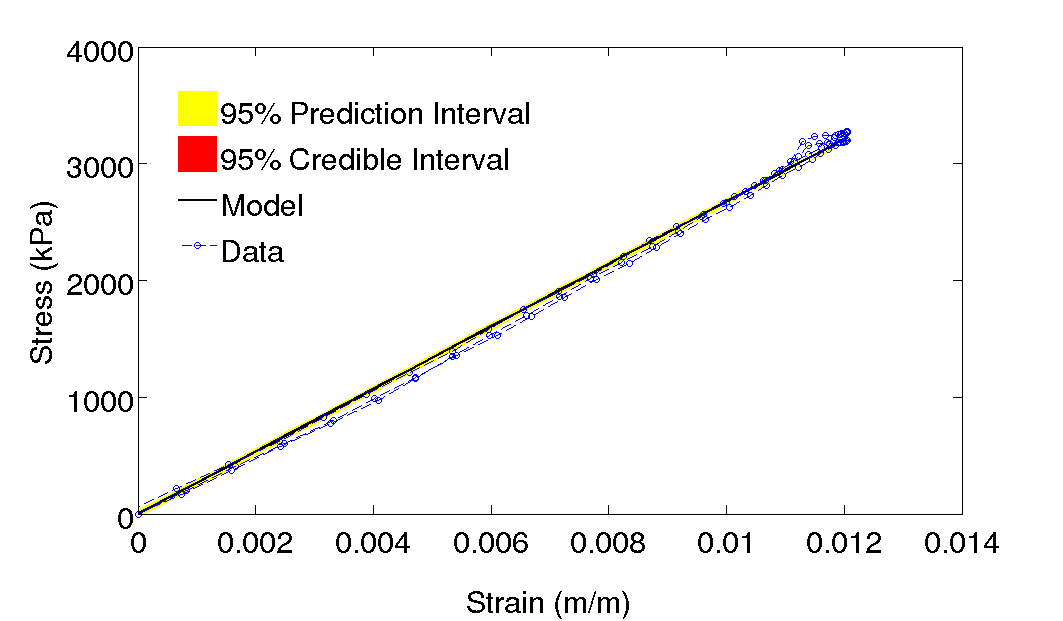 4000
3000
2000
1000
0
Stress (kPa)
95% Prediction Interval
95% Credible Interval
Model
Data
0 0.002 0.004 0.006 0.008 0.01 0.012 0.014
Strain (m/m)